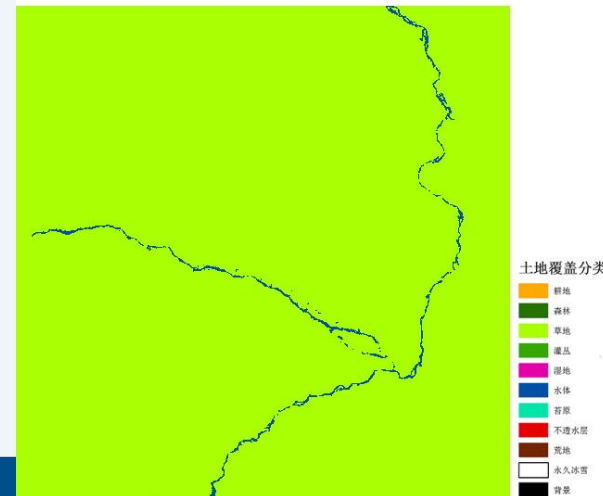 土地覆盖分类
耕地
森林
草地
灌丛
湿地
水体
苔原
不透水层
荒地
永久冰雪
背景